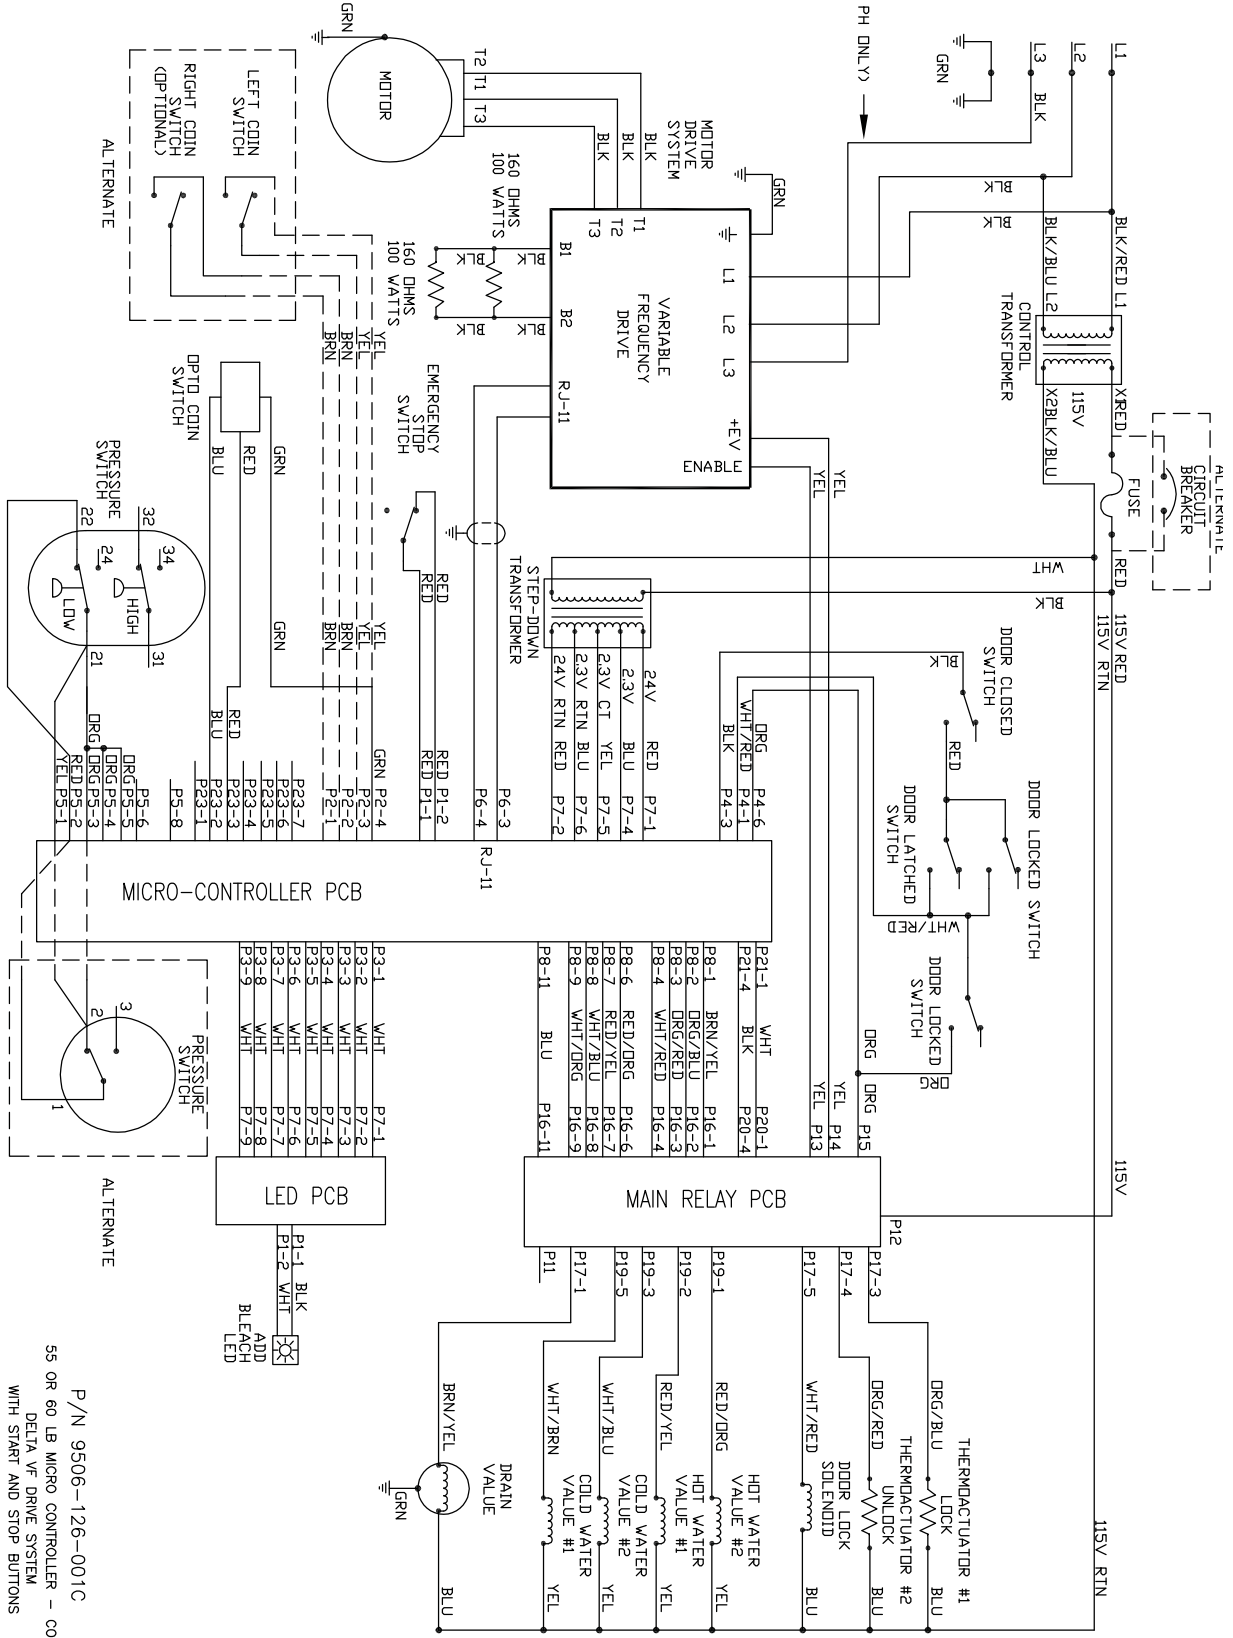 L1
L2
L3
GRN
BLK
PH ONLY)
BLK
BLK
BLK/RED L1
BLK/BLU L2
CONTROL
TRANSFORMER
X1
RED
X2
BLK/BLU
115V
ALTERNATE
CIRCUIT
BREAKER
FUSE
RED
WHT
BLK
115V RED
115V RTN
115V
115V RTN
GRN
MOTOR
T2
T1
T3
BLK
BLK
BLK
MOTOR
DRIVE
SYSTEM
GRN
T1
T2
T3
L1
L2
L3
B1
B2
VARIABLE
FREQUENCY
DRIVE
RJ-11
+EV
ENABLE
YEL
YEL
160 OHMS
100 WATTS
160 OHMS
100 WATTS
BLK
BLK
BLK
BLK
LEFT COIN
SWITCH
RIGHT COIN
SWITCH
(OPTIONAL)
ALTERNATE
YEL
YEL
BRN
BRN
OPTO COIN
SWITCH
GRN
RED
BLU
EMERGENCY
STOP
SWITCH
RED
RED
STEP-DOWN
TRANSFORMER
24V
2.3V
2.3V CT
2.3V RTN
24V RTN
RED
BLU
YEL
BLU
RED
P7-1
P7-4
P7-5
P7-6
P7-2
PRESSURE
SWITCH
22
32
24
34
LOW
HIGH
21
31
GRN
YEL
YEL
BRN
BRN
RED
BLU
ORG
YEL P5-1
RED P5-2
ORG P5-3
ORG P5-4
ORG P5-5
P5-6
P5-8
P23-1
P23-2
P23-3
P23-4
P23-5
P23-6
P23-7
P2-1
P2-2
P2-3
GRN P2-4
RED P1-1
RED P1-2
P6-4
P6-3
BLK
WHT/RED
ORG
P4-3
P4-1
P4-6
BLK
DOOR CLOSED
SWITCH
RED
DOOR LATCHED
SWITCH
DOOR LOCKED SWITCH
WHT/RED
DOOR LOCKED
SWITCH
ORG
ORG
RJ-11
MICRO-CONTROLLER PCB
P3-9 WHT P7-9
P3-8 WHT P7-8
P3-7 WHT P7-7
P3-6 WHT P7-6
P3-5 WHT P7-5
P3-4 WHT P7-4
P3-3 WHT P7-3
P3-2 WHT P7-2
P3-1 WHT P7-1
P8-11 BLU P16-11
P8-9 WHT/ORG P16-9
P8-8 WHT/BLU P16-8
P8-7 RED/YEL P16-7
P8-6 RED/ORG P16-6
P8-4 WHT/RED P16-4
P8-3 ORG/RED P16-3
P8-2 ORG/BLU P16-2
P8-1 BRN/YEL P16-1
P21-4 BLK P20-4
P21-1 WHT P20-1
YEL P13
YEL P14
ORG P15
3
2
1
PRESSURE
SWITCH
ALTERNATE
LED PCB
P1-1 BLK
P1-2 WHT
ADD
BLEACH
LED
MAIN RELAY PCB
P12
P11
P17-1
P19-5
P19-3
P19-2
P19-1
P17-5
P17-4
P17-3
BRN/YEL
WHT/BRN
WHT/BLU
RED/YEL
RED/ORG
WHT/RED
ORG/RED
ORG/BLU
THERMOACTUATOR #1
LOCK
THERMOACTUATOR #2
UNLOCK
DOOR LOCK
SOLENOID
HOT WATER
VALUE #2
HOT WATER
VALUE #1
COLD WATER
VALUE #2
COLD WATER
VALUE #1
DRAIN
VALUE
GRN
BLU
YEL
YEL
YEL
YEL
BLU
BLU
BLU
P/N 9506-126-001C
55 OR 60 LB MICRO CONTROLLER - CO
DELTA VF DRIVE SYSTEM
WITH START AND STOP BUTTONS